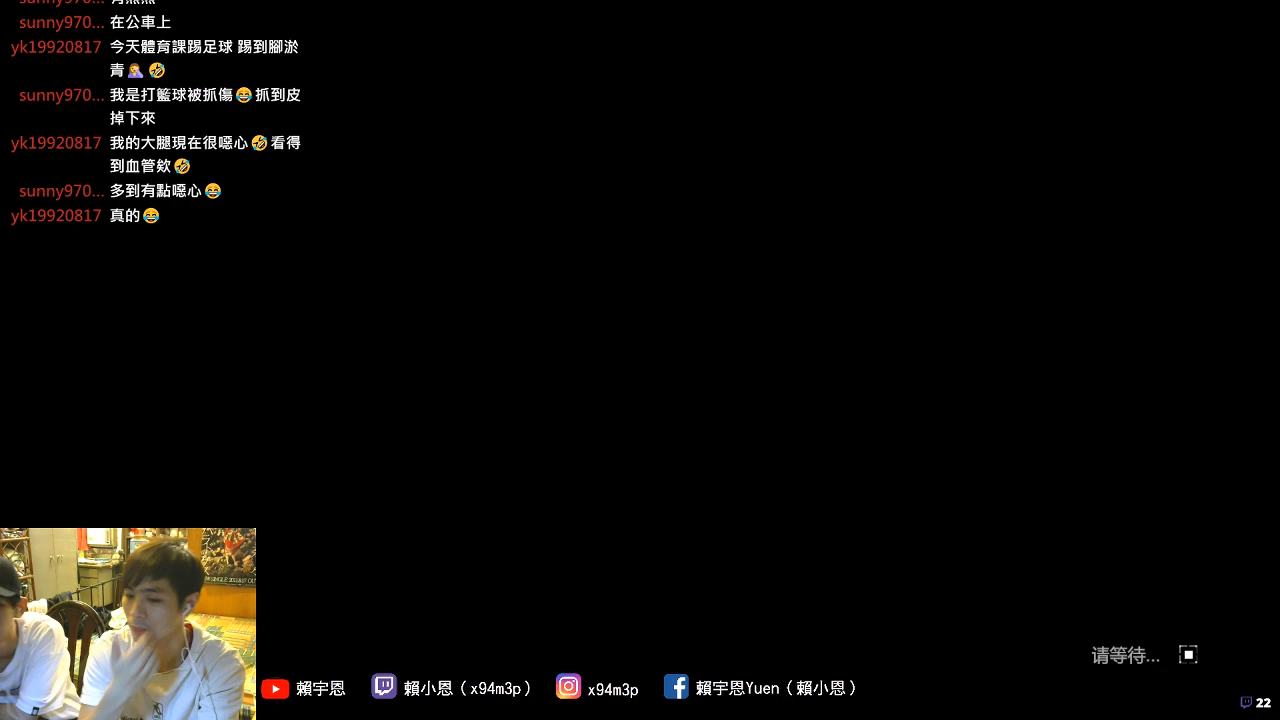 sunny970... 在公車上
yk19920817 今天體育課踢足球 踢到腳淤
青🤦‍♀️🤣
sunny970... 我是打籃球被抓傷😂抓到皮
掉下來
yk19920817 我的大腿現在很噁心🤣看得
到血管欸🤣
sunny970... 多到有點噁心😂
yk19920817 真的😂
请等待...
賴宇恩 賴小恩（x94m3p） x94m3p 賴宇恩Yuen（賴小恩）
22